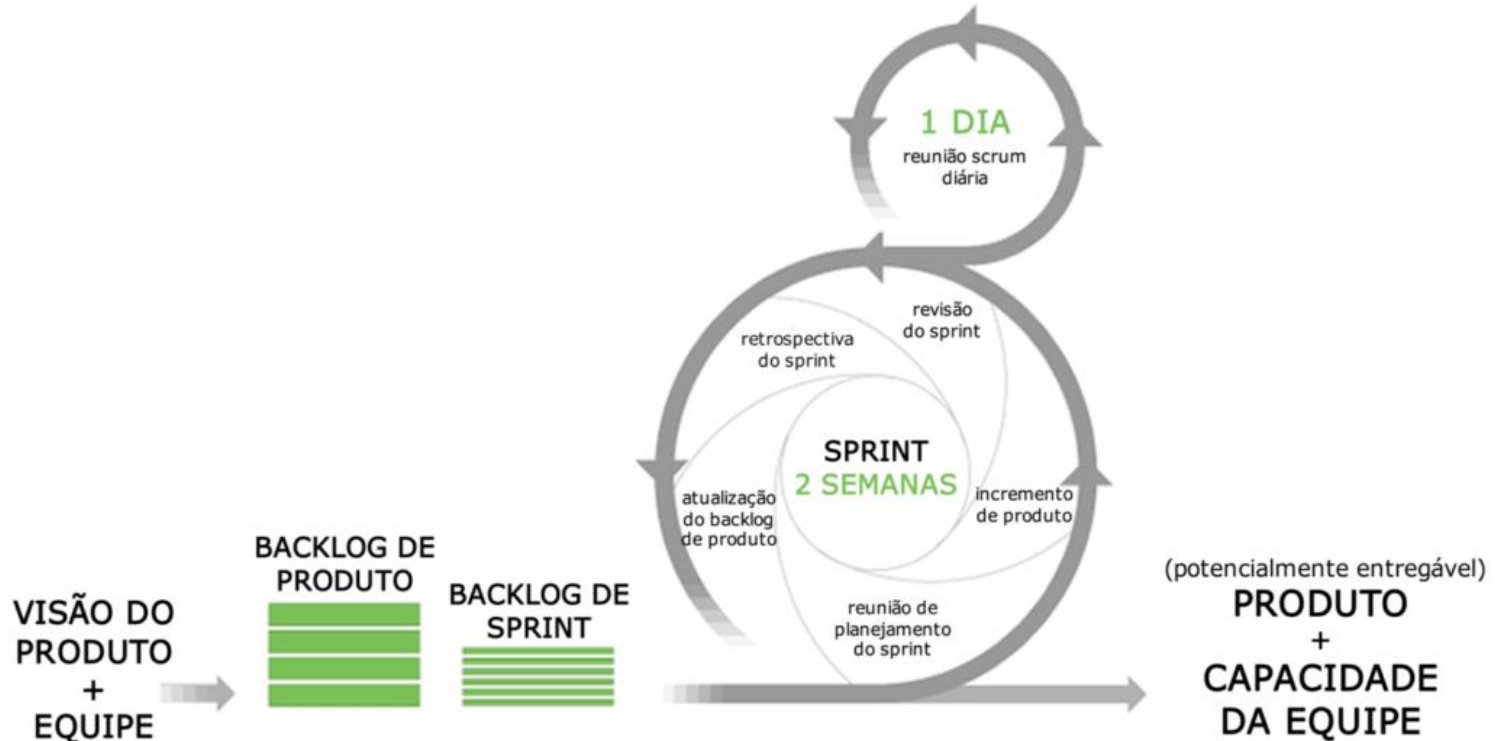 VISÃO DO
PRODUTO
+
EQUIPE
BACKLOG DE
PRODUTO
BACKLOG DE
SPRINT
1 DIA
reunião scrum
diária
revisão
do sprint
retrospectiva
do sprint
SPRINT
2 SEMANAS
atualização
do backlog
de produto
incremento
de produto
reunião de
planejamento
do sprint
(potencialmente entregável)
PRODUTO
+
CAPACIDADE
DA EQUIPE